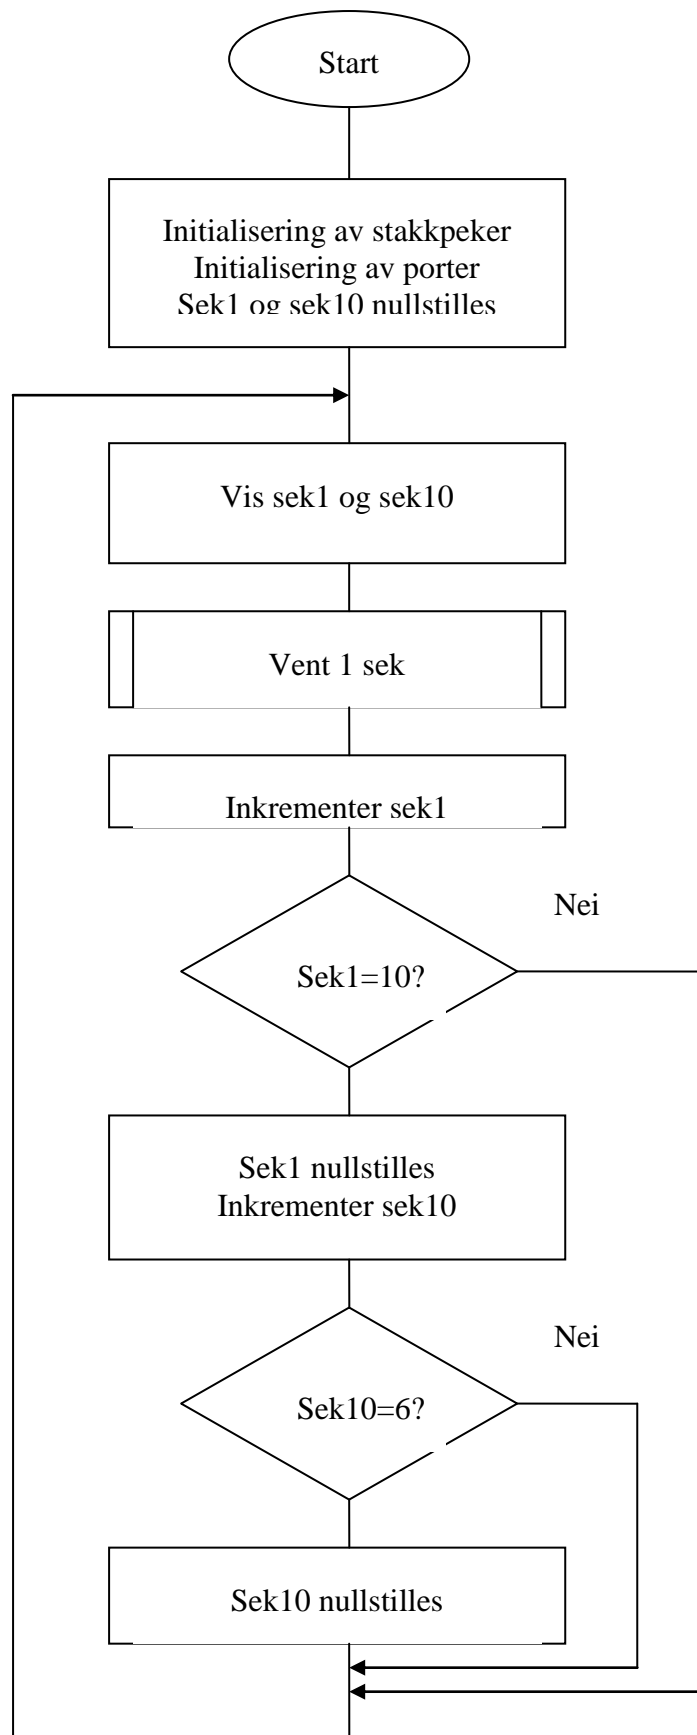 Start
Initialisering av stakkpeker
Initialisering av porter
Sek1 og sek10 nullstilles
Vis sek1 og sek10
Vent 1 sek
Inkrementer sek1
Nei
Sek1=10?
Sek1 nullstilles
Inkrementer sek10
Nei
Sek10=6?
Sek10 nullstilles